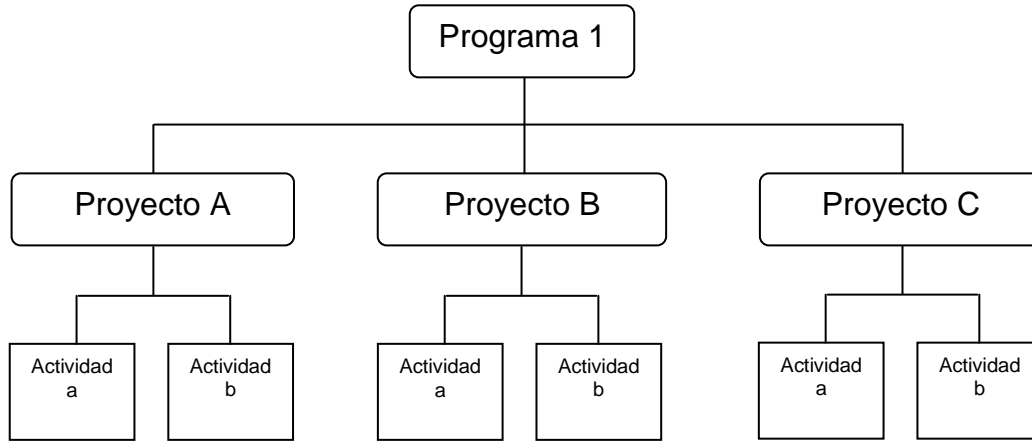 Programa 1
Proyecto A
Proyecto B
Proyecto C
Actividad
a
Actividad
b
Actividad
a
Actividad
b
Actividad
a
Actividad
b